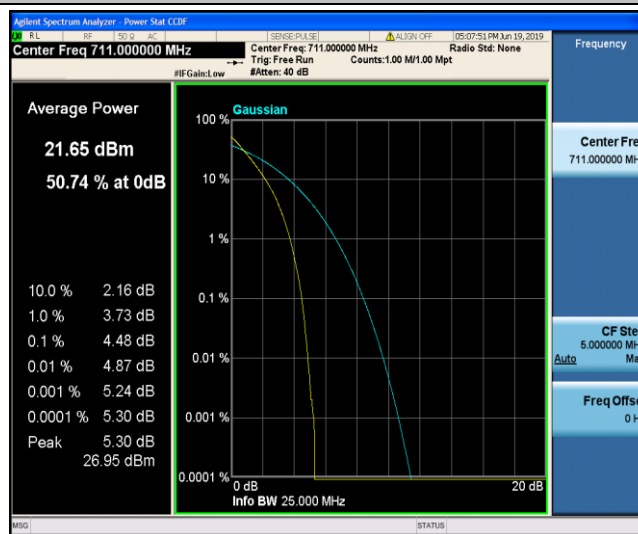 Agilent Spectrum Analyzer - Power Stat CCDF
RL RF 50 Ω AC SENSE:PULSE ALIGN OFF 05:07:51 PM Jun 19, 2019
Center Freq 711.000000 MHz
Center Freq: 711.000000 MHz Radio Std: None
Trig: Free Run Counts:1.00 M/1.00 Mpt
#IFGain:Low #Atten: 40 dB
Frequency
Average Power
21.65 dBm
50.74 % at 0dB
10.0 % 2.16 dB
1.0 % 3.73 dB
0.1 % 4.48 dB
0.01 % 4.87 dB
0.001 % 5.24 dB
0.0001 % 5.30 dB
Peak 5.30 dB
26.95 dBm
Gaussian
100 %
10 %
1 %
0.1 %
0.01 %
0.001 %
0.0001 %
0 dB 20 dB
Info BW 25.000 MHz
Center Fre
711.000000 MH
CF Ste
5.000000 MH
Auto Ma
Freq Offse
0 H
MSG STATUS